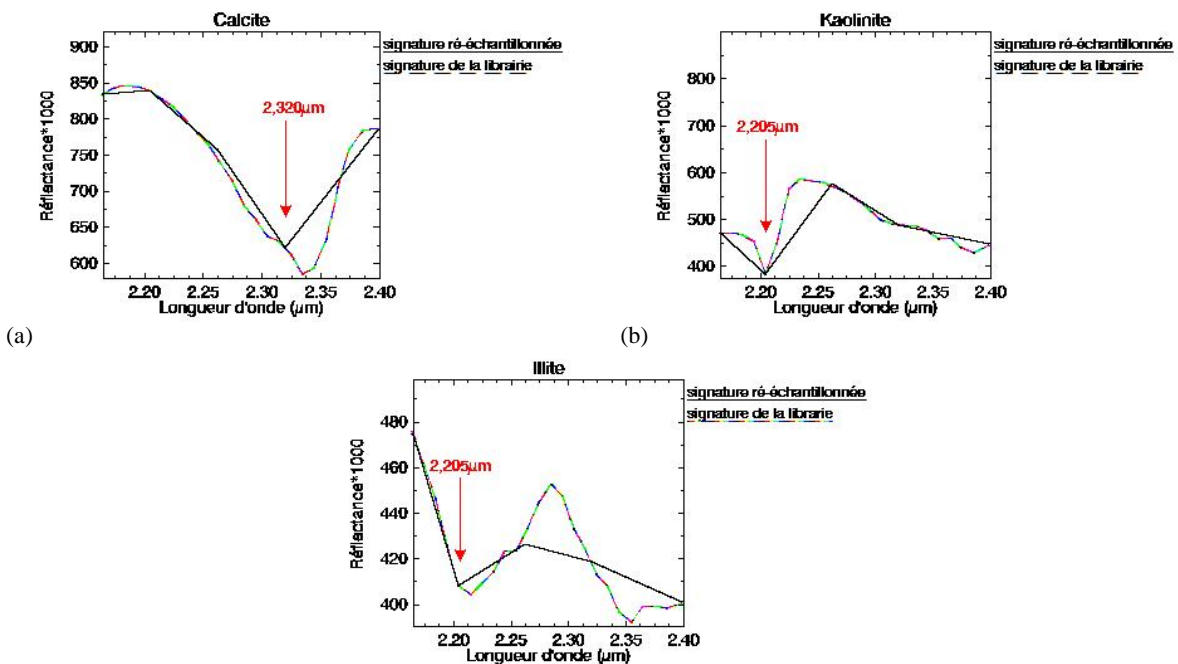 Calcite
signature ré-échantillonnée
signature de la librairie
Réflectance*1000
900
850
800
750
700
650
600
2,320µm
2.20 2.25 2.30 2.35 2.40
Longueur d'onde (µm)
(a)
Kaolinite
signature ré-échantillonnée
signature de la librairie
Réflectance*1000
800
700
600
500
400
2,205µm
2.20 2.25 2.30 2.35 2.40
Longueur d'onde (µm)
(b)
Illite
signature ré-échantillonnée
signature de la librarie
Réflectance*1000
480
460
440
420
400
2,205µm
2.20 2.25 2.30 2.35 2.40
Longueur d'onde (µm)